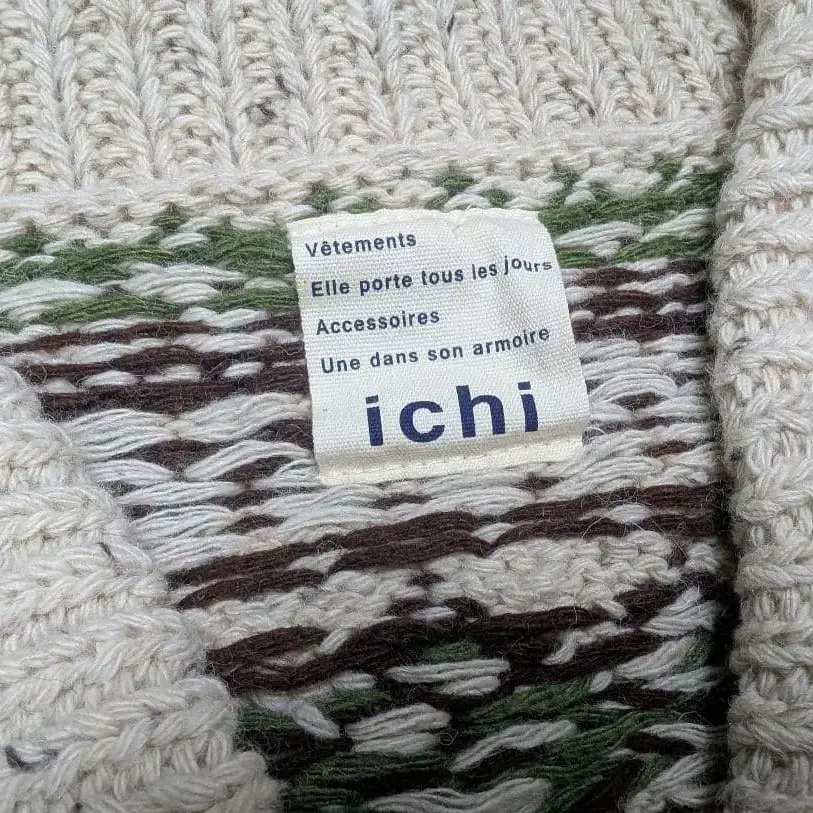 Vêtements
Elle porte tous les jours
Accessoires
Une dans son armoire
ichi